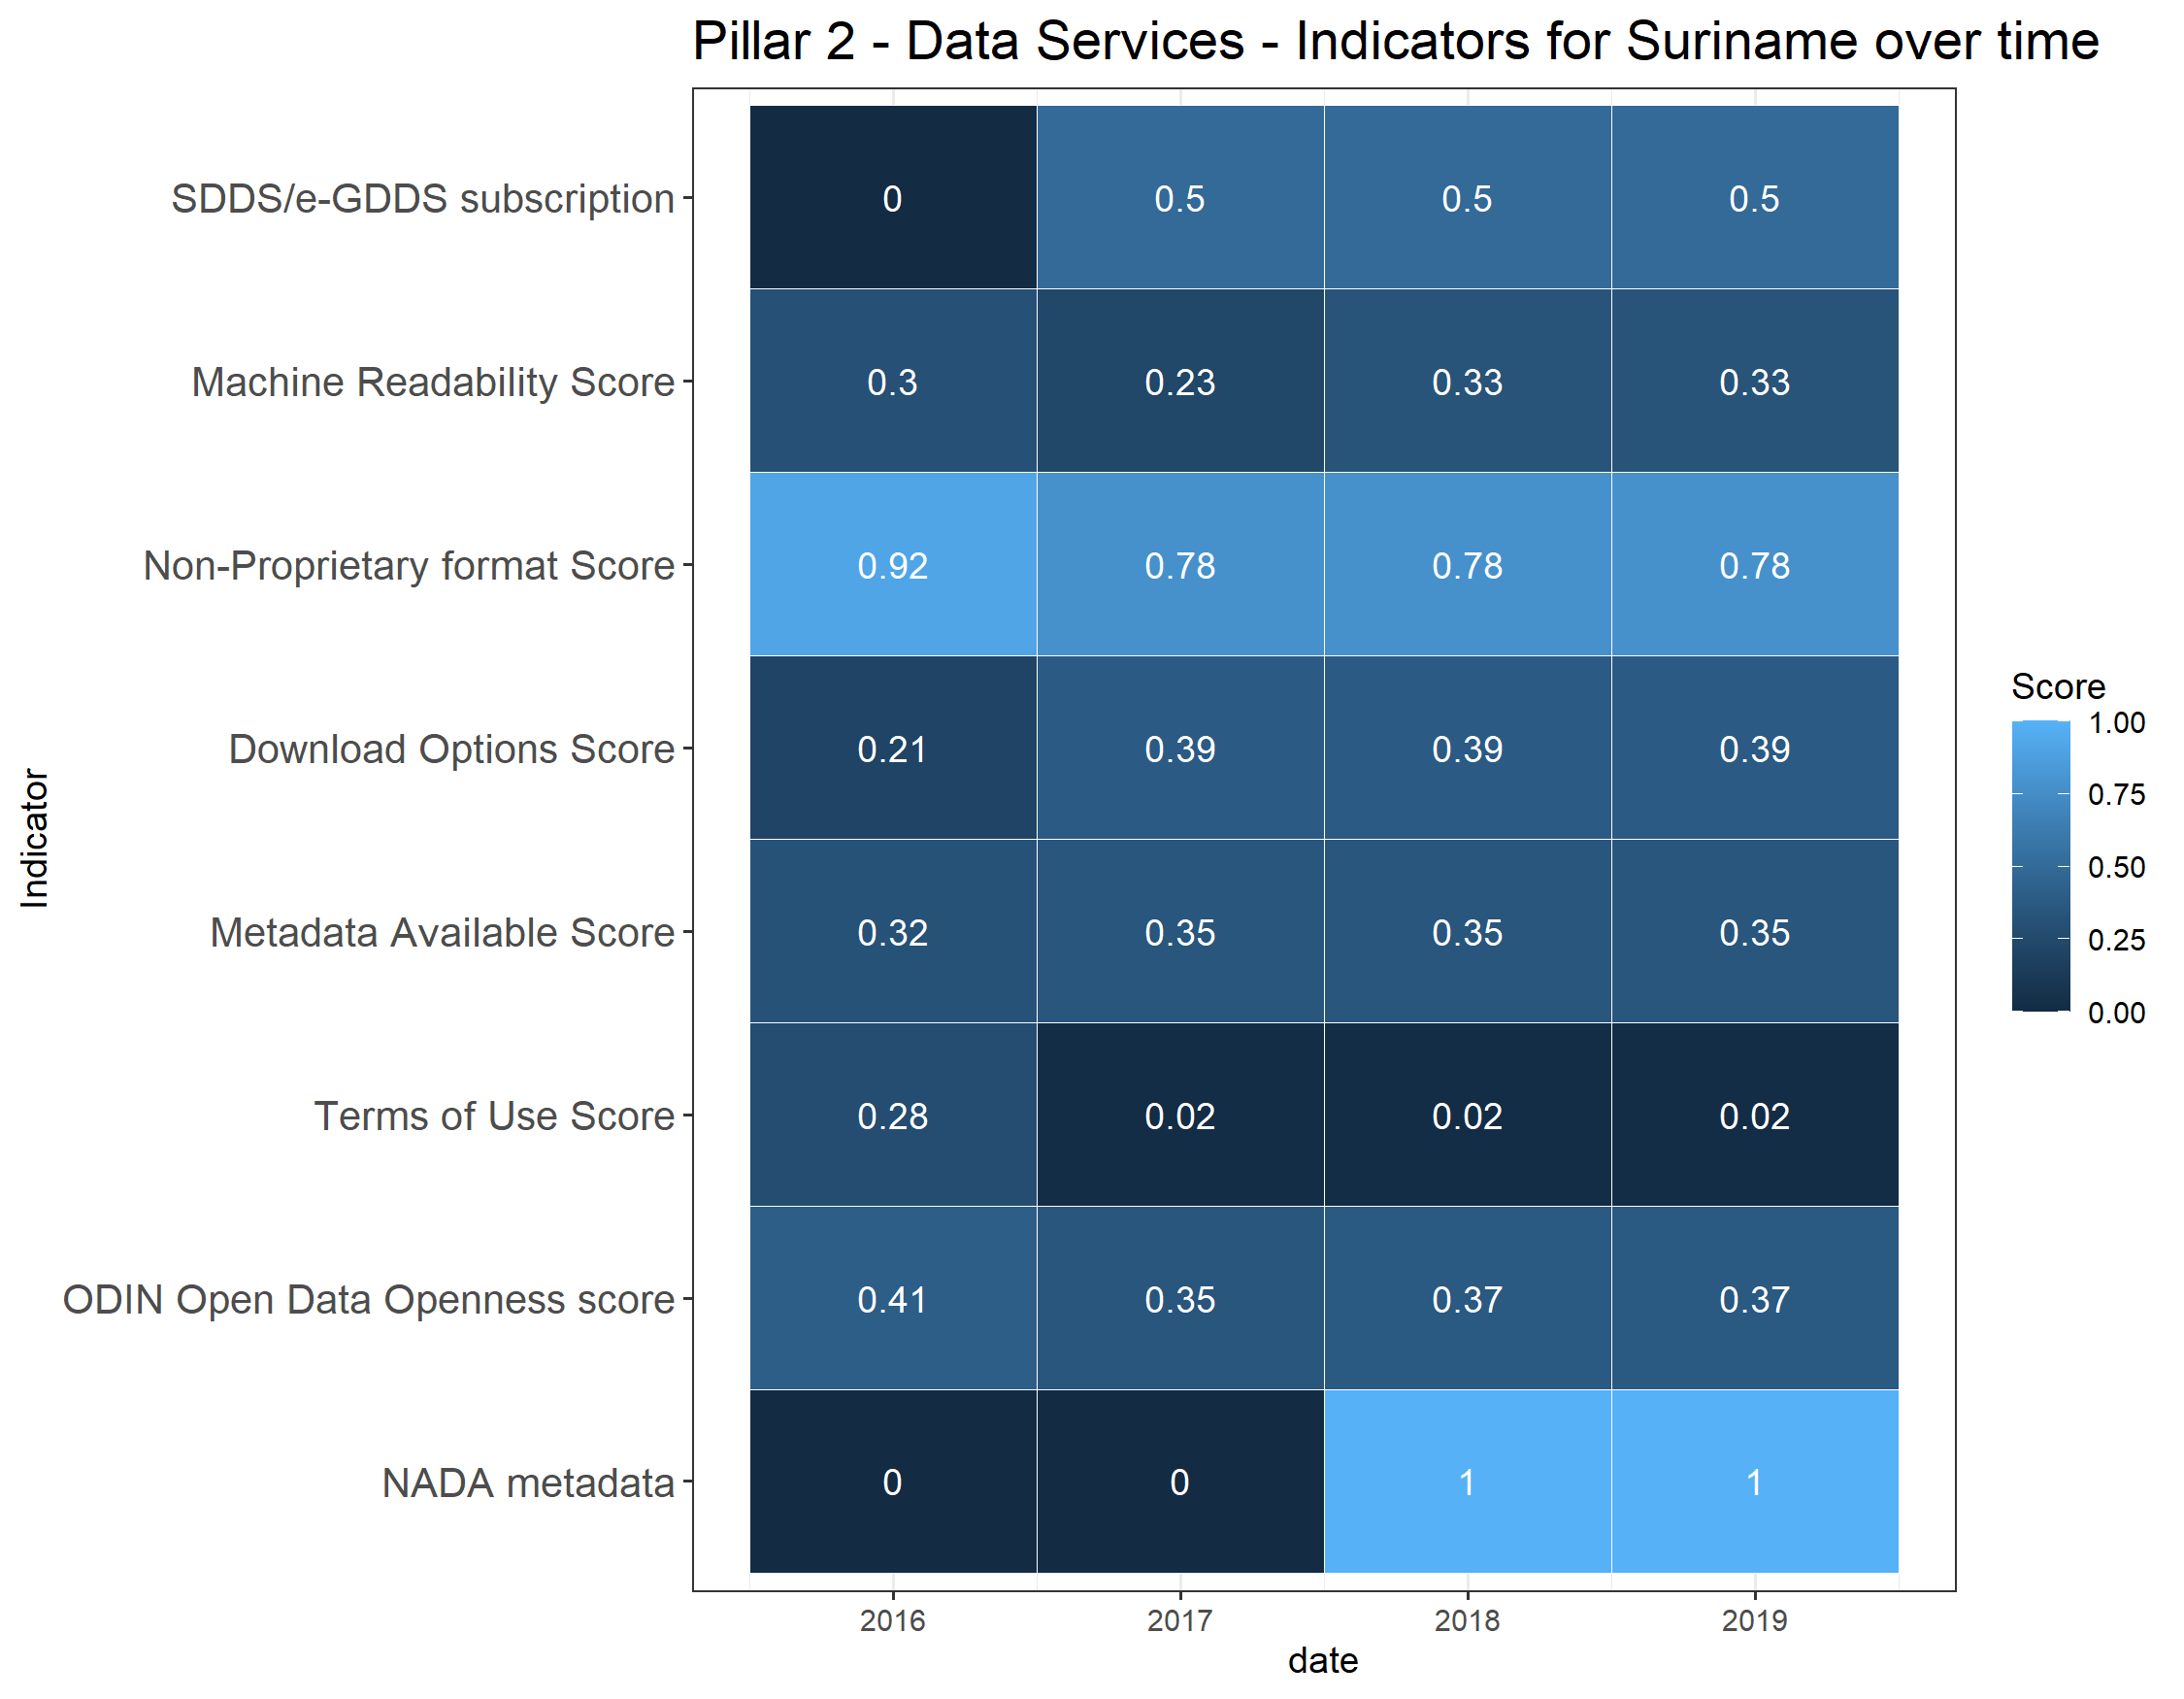 Pillar 2 - Data Services - Indicators for Suriname over time
Indicator
SDDS/e-GDDS subscription 0 0.5 0.5 0.5
Machine Readability Score 0.3 0.23 0.33 0.33
Non-Proprietary format Score 0.92 0.78 0.78 0.78
Download Options Score 0.21 0.39 0.39 0.39
Metadata Available Score 0.32 0.35 0.35 0.35
Terms of Use Score 0.28 0.02 0.02 0.02
ODIN Open Data Openness score 0.41 0.35 0.37 0.37
NADA metadata 0 0 1 1
2016 2017 2018 2019
date
Score
1.00
0.75
0.50
0.25
0.00